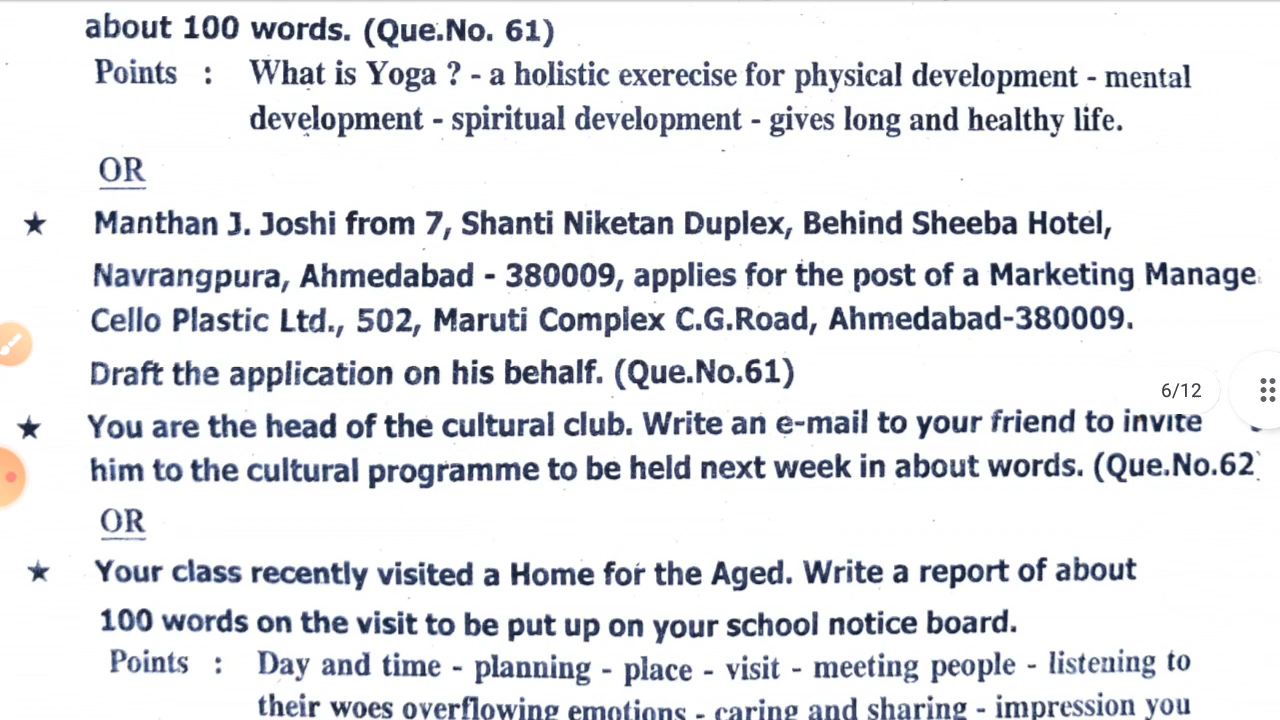 about 100 words. (Que.No. 61)
Points : What is Yoga ? - a holistic exerecise for physical development - mental
development - spiritual development - gives long and healthy life.
OR
★ Manthan J. Joshi from 7, Shanti Niketan Duplex, Behind Sheeba Hotel,
Navrangpura, Ahmedabad - 380009, applies for the post of a Marketing Manage
Cello Plastic Ltd., 502, Maruti Complex C.G.Road, Ahmedabad-380009.
Draft the application on his behalf. (Que.No.61)
6/12
★ You are the head of the cultural club. Write an e-mail to your friend to invite
him to the cultural programme to be held next week in about words. (Que.No.62)
OR
★ Your class recently visited a Home for the Aged. Write a report of about
100 words on the visit to be put up on your school notice board.
Points : Day and time - planning - place - visit - meeting people - listening to
their woes overflowing emotions - caring and sharing - impression you